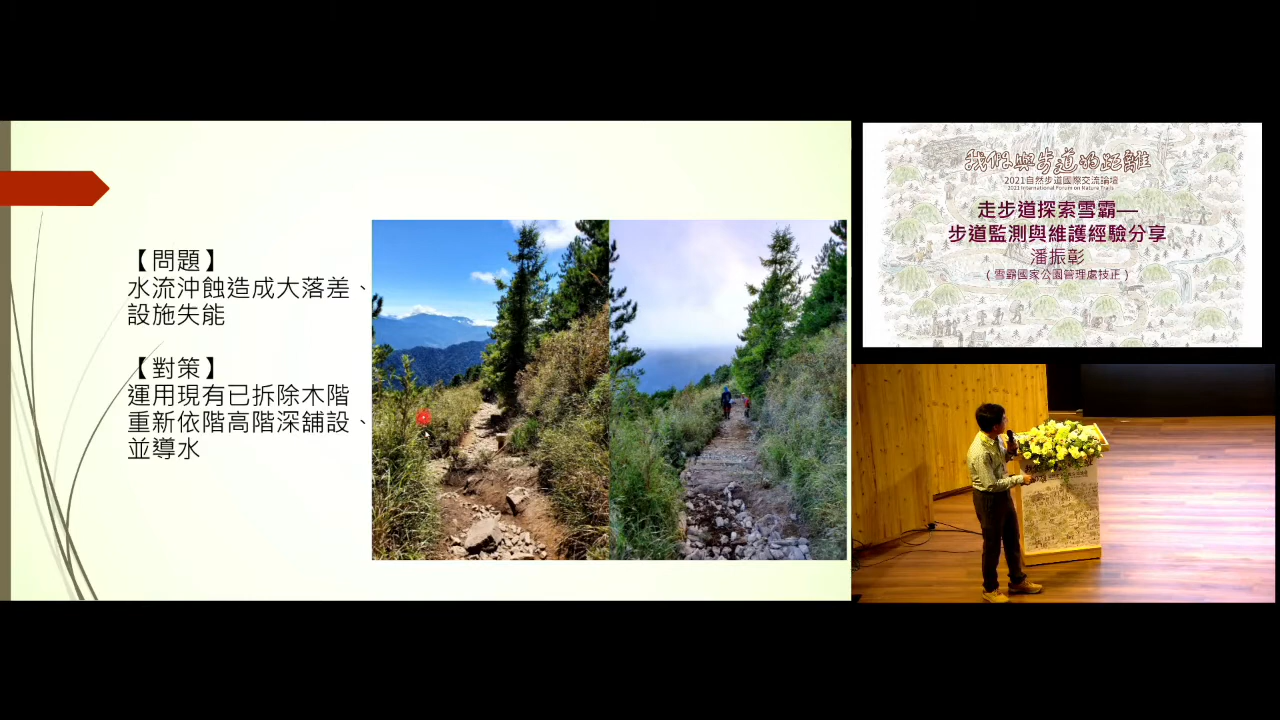 【問題】
水流沖蝕造成大落差、
設施失能
【對策】
運用現有已拆除木階
重新依階高階深舖設、
並導水
我們與步道的距離
2021自然步道國際交流論壇
2021 International Forum on Nature Trails
走步道探索雪霸—
步道監測與維護經驗分享
潘振彰
(雪霸國家公園管理處技正)